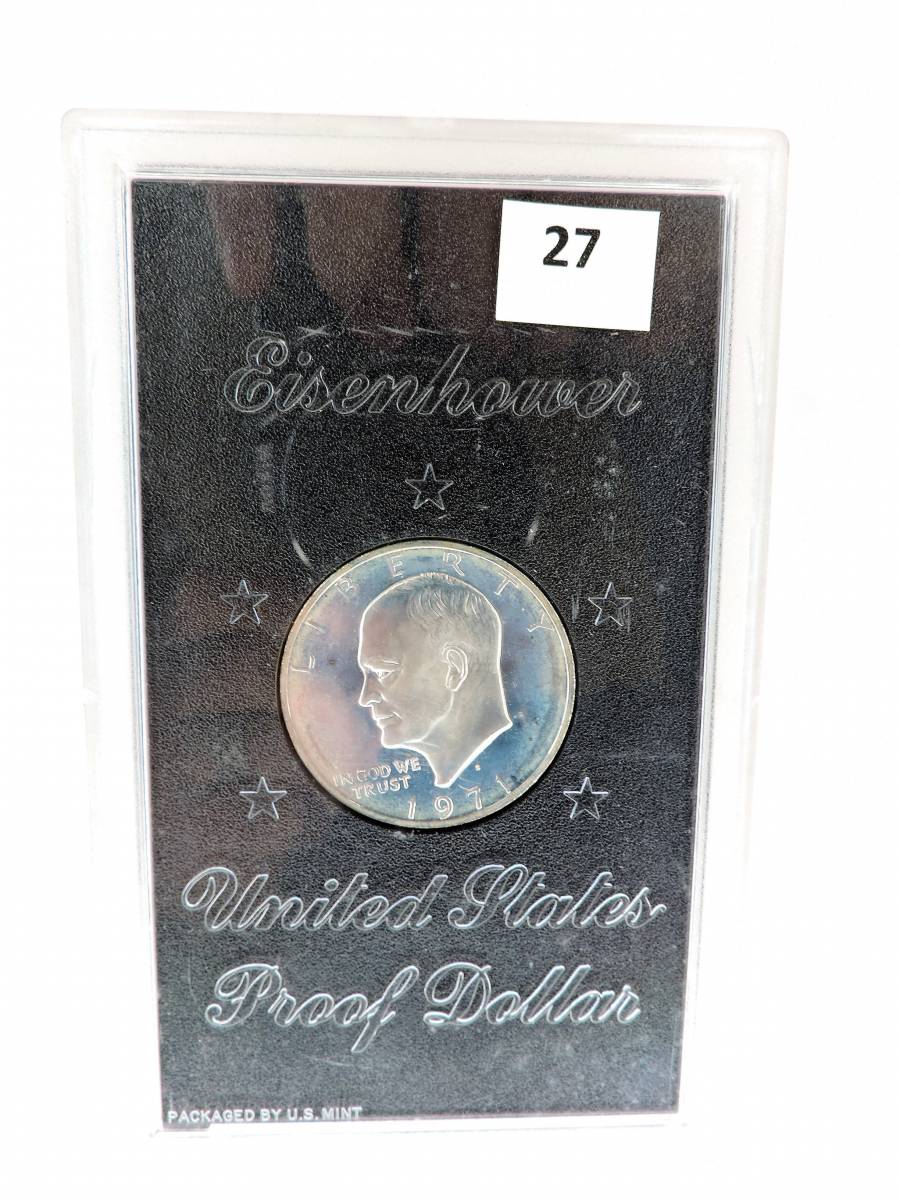 27
Eisenhower
LIBERTY
IN GOD WE
TRUST
1971
United States
Proof Dollar
PACKAGED BY U.S. MINT